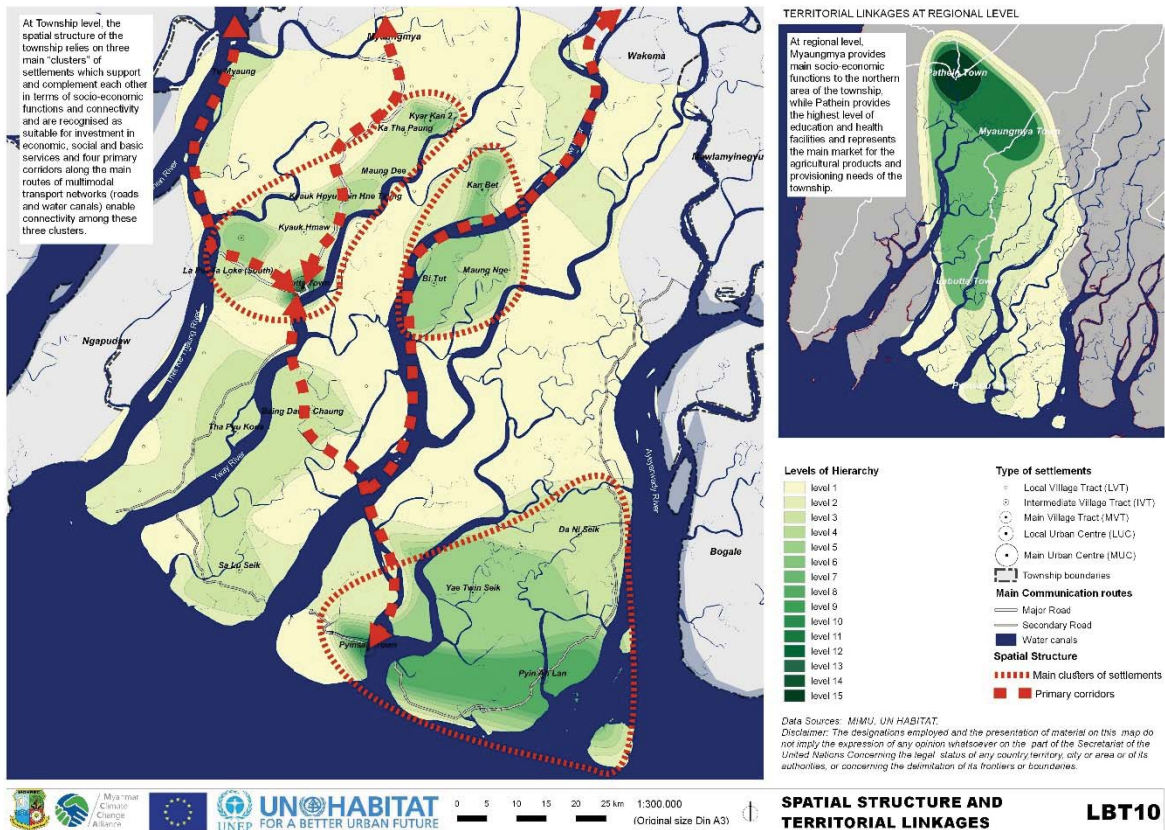 At Township level, the
spatial structure of the
township relies on three
main "clusters" of
settlements which support
and complement each other
in terms of socio-economic
functions and connectivity
and are recognised as
suitable for investment in
economic, social and basic
services and four primary
corridors along the main
routes of multimodal
transport networks (roads
and water canals) enable
connectivity among these
three clusters.
Wakema
Kyar Kan 2
Ka Tha Paung
Maung Dee
Kan Bet
Kyauk Hmaw
La
Loke (South)
Bi Tut
Maung Nge
Ngapudaw
Chaung
Yway River
Ayeyarwady River
Da Ni Seik
Bogale
Sa Lu Seik
Yae Twin Seik
Pyin Ah Lan
TERRITORIAL LINKAGES AT REGIONAL LEVEL
At regional level,
Myaungmya provides
main socio-economic
functions to the northern
area of the township,
while Pathein provides
the highest level of
education and health
facilities and represents
the main market for the
agricultural products and
provisioning needs of the
township.
Pathein Town
Myaungmya Town
Labutta Town
Levels of Hierarchy
level 1
level 2
level 3
level 4
level 5
level 6
level 7
level 8
level 9
level 10
level 11
level 12
level 13
level 14
level 15
Type of settlements
Local Village Tract (LVT)
Intermediate Village Tract (IVT)
Main Village Tract (MVT)
Local Urban Centre (LUC)
Main Urban Centre (MUC)
Township boundaries
Main Communication routes
Major Road
Secondary Road
Water canals
Spatial Structure
Main clusters of settlements
Primary corridors
Data Sources: MIMU, UN HABITAT.
Disclaimer: The designations employed and the presentation of material on this map do
not imply the expression of any opinion whatsoever on the part of the Secretariat of the
United Nations Concerning the legal status of any country,territory, city or area or of its
authorities, or concerning the delimitation of its frontiers or boundaries.
Myanmar
Climate
Change
Alliance
UNEP
UN HABITAT
FOR A BETTER URBAN FUTURE
0 5 10 15 20 25 km
1:300.000
(Original size Din A3)
SPATIAL STRUCTURE AND
TERRITORIAL LINKAGES
LBT10